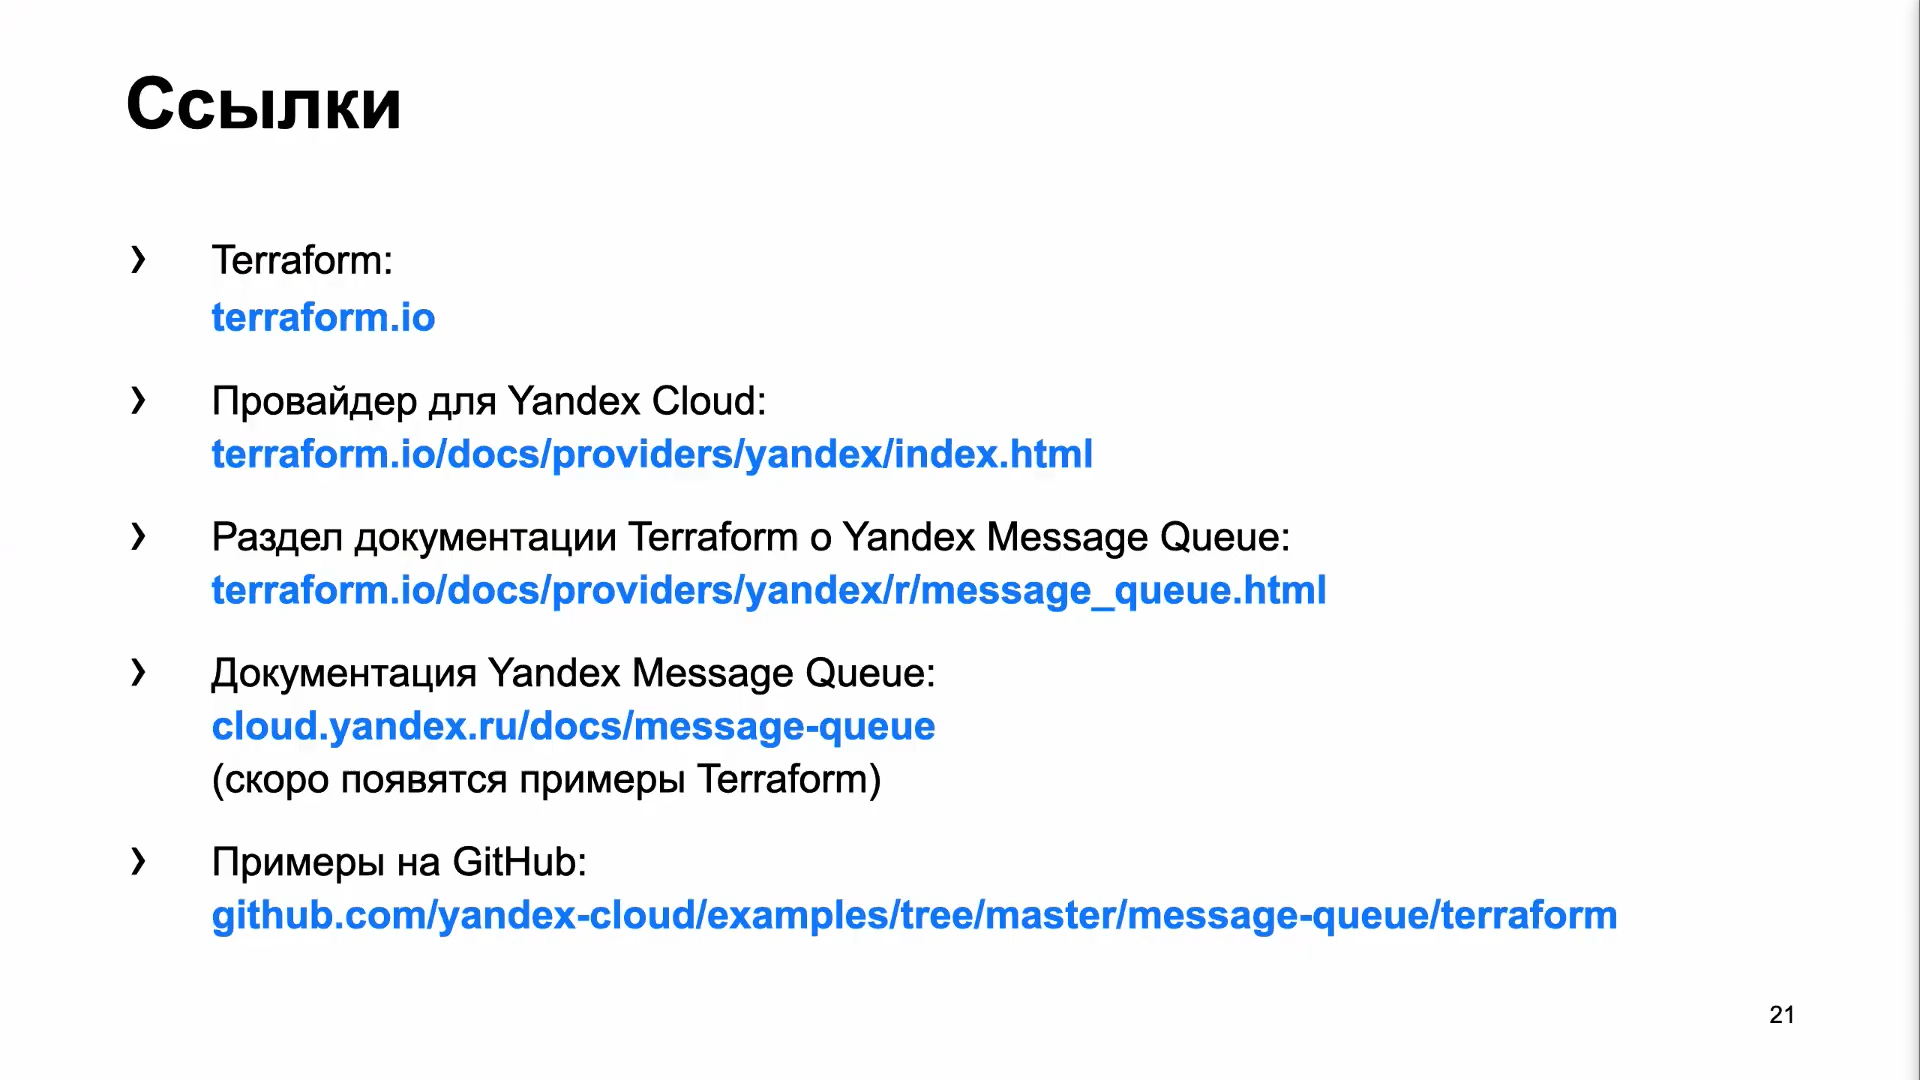 Ссылки
› Terraform:
terraform.io
› Провайдер для Yandex Cloud:
terraform.io/docs/providers/yandex/index.html
› Раздел документации Terraform о Yandex Message Queue:
terraform.io/docs/providers/yandex/r/message_queue.html
› Документация Yandex Message Queue:
cloud.yandex.ru/docs/message-queue
(скоро появятся примеры Terraform)
› Примеры на GitHub:
github.com/yandex-cloud/examples/tree/master/message-queue/terraform
21